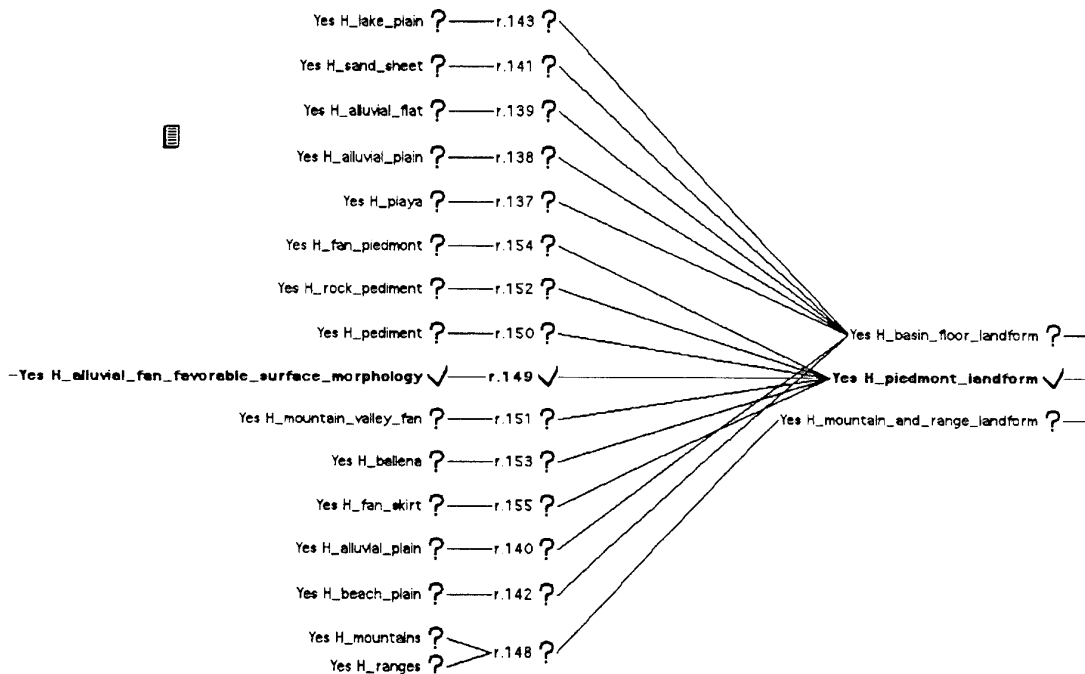 Yes H_lake_plain ? r.143 ?
Yes H_sand_sheet ? r.141 ?
Yes H_alluvial_flat ? r.139 ?
Yes H_alluvial_plain ? r.138 ?
Yes H_playa ? r.137 ?
Yes H_fan_piedmont ? r.154 ?
Yes H_rock_pediment ? r.152 ?
Yes H_pediment ? r.150 ?
Yes H_basin_floor_landform ?
Yes H_alluvial_fan_favorable_surface_morphology ✓ r.149 ✓
Yes H_piedmont_landform ✓
Yes H_mountain_valley_fan ? r.151 ?
Yes H_mountain_and_range_landform ?
Yes H_ballena ? r.153 ?
Yes H_fan_skirt ? r.155 ?
Yes H_alluvial_plain ? r.140 ?
Yes H_beach_plain ? r.142 ?
Yes H_mountains ?
r.148 ?
Yes H_ranges ?